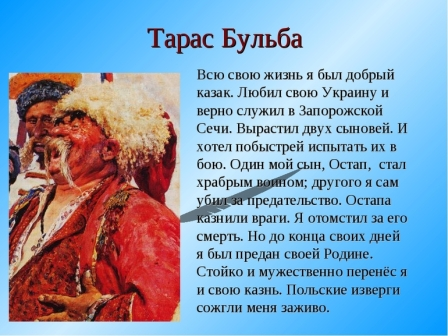 Тарас Бульба
Всю свою жизнь я был добрый
казак. Любил свою Украину и
верно служил в Запорожской
Сечи. Вырастил двух сыновей. И
хотел побыстрей испытать их в
бою. Один мой сын, Остап,  стал
храбрым воином; другого я сам
убил за предательство. Остапа
казнили враги. Я отомстил за его
смерть. Но до конца своих дней
я был предан своей Родине.
Стойко и мужественно перенёс я
и свою казнь. Польские изверги
сожгли меня заживо.